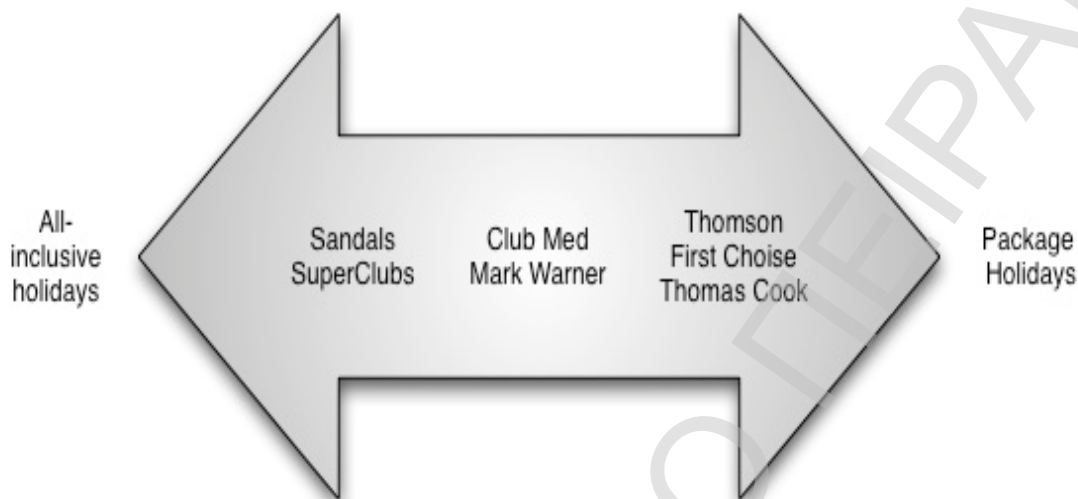 All-
inclusive
holidays
Sandals
SuperClubs
Club Med
Mark Warner
Thomson
First Choise
Thomas Cook
Package
Holidays